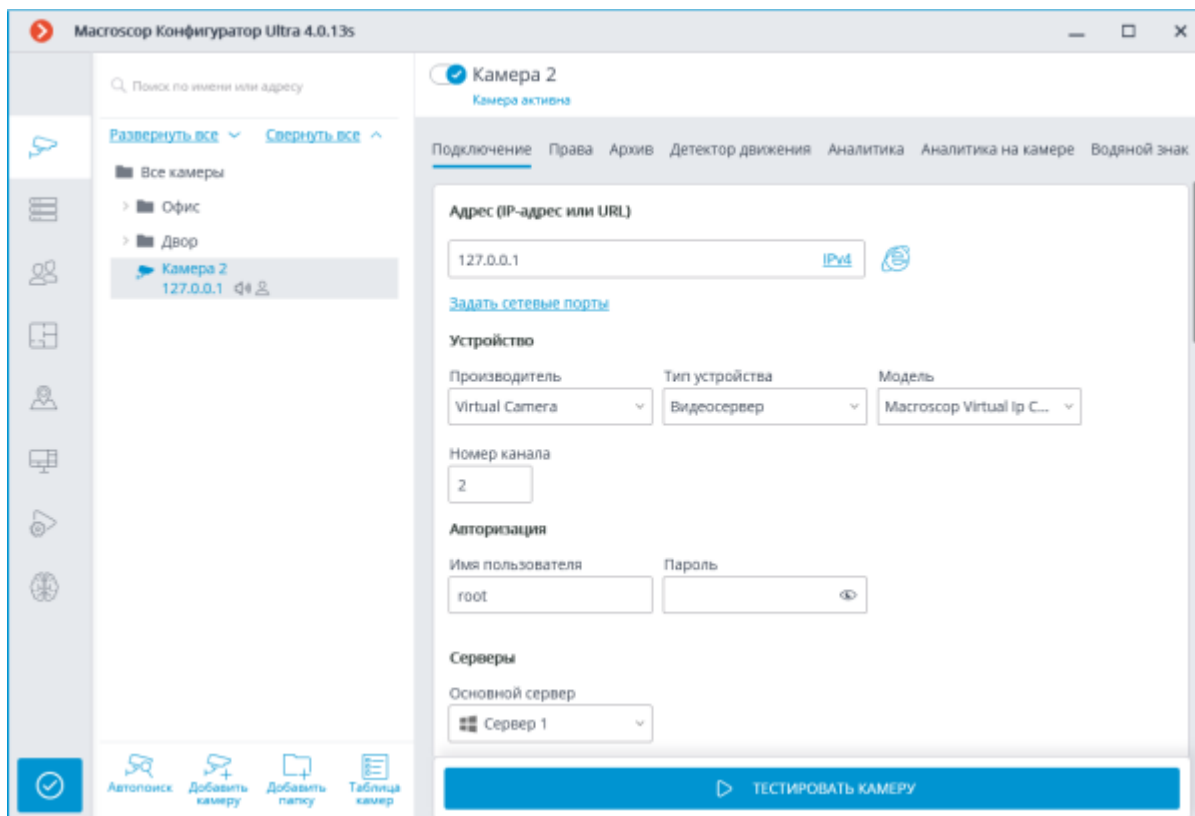 Macroscop Конфигуратор Ultra 4.0.13s
Поиск по имени или адресу
Развернуть все Свернуть все
Все камеры
Офис
Двор
Камера 2
127.0.0.1
Автопоиск
Добавить камеру
Добавить папку
Таблица камер
Камера 2
Камера активна
Подключение Права Архив Детектор движения Аналитика Аналитика на камере Водяной знак
Адрес (IP-адрес или URL)
127.0.0.1 IPv4
Задать сетевые порты
Устройство
Производитель Тип устройства Модель
Virtual Camera Видеосервер Macroscop Virtual Ip C...
Номер канала
2
Авторизация
Имя пользователя Пароль
root
Серверы
Основной сервер
Сервер 1
ТЕСТИРОВАТЬ КАМЕРУ